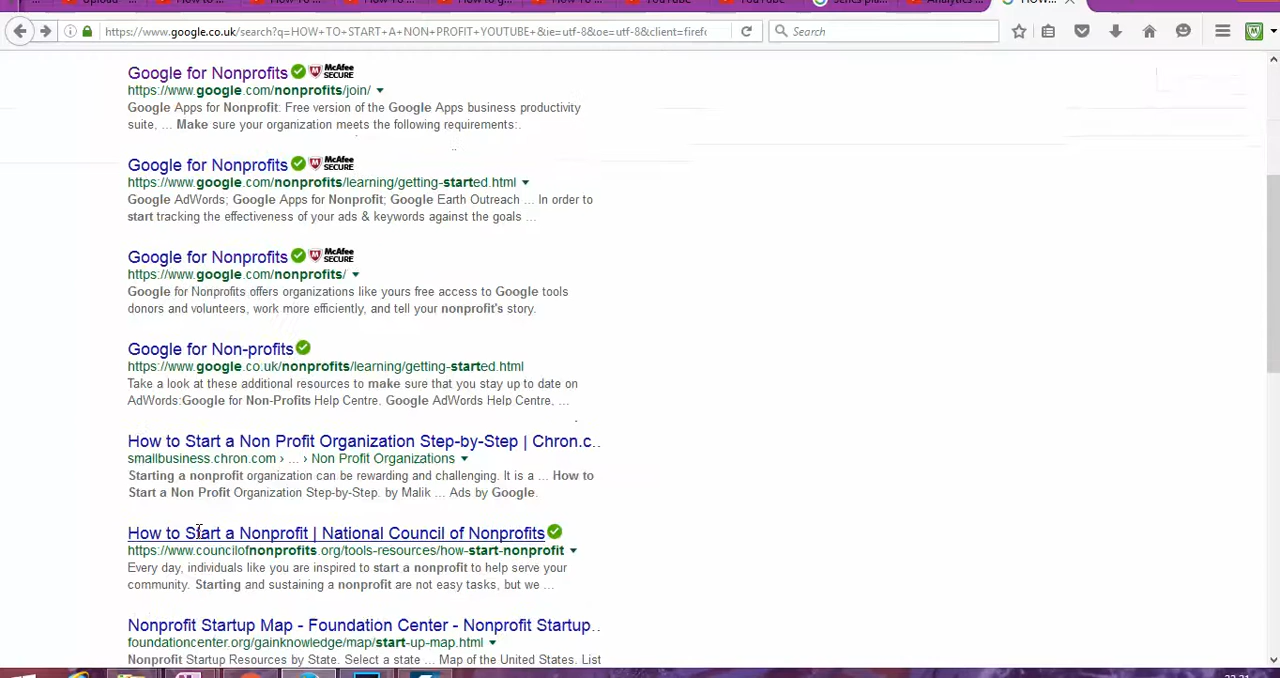 https://www.google.co.uk/search?q=HOW+TO+START+A+NON+PROFIT+YOUTUBE+&ie=utf-8&oe=utf-8&client=firefo
Search
Google for Nonprofits McAfee SECURE
https://www.google.com/nonprofits/join/
Google Apps for Nonprofit: Free version of the Google Apps business productivity
suite, ... Make sure your organization meets the following requirements:.
Google for Nonprofits McAfee SECURE
https://www.google.com/nonprofits/learning/getting-started.html
Google AdWords; Google Apps for Nonprofit; Google Earth Outreach ... In order to
start tracking the effectiveness of your ads & keywords against the goals ...
Google for Nonprofits McAfee SECURE
https://www.google.com/nonprofits/
Google for Nonprofits offers organizations like yours free access to Google tools
donors and volunteers, work more efficiently, and tell your nonprofit's story.
Google for Non-profits
https://www.google.co.uk/nonprofits/learning/getting-started.html
Take a look at these additional resources to make sure that you stay up to date on
AdWords:Google for Non-Profits Help Centre. Google AdWords Help Centre, ...
How to Start a Non Profit Organization Step-by-Step | Chron.c...
smallbusiness.chron.com › ... › Non Profit Organizations
Starting a nonprofit organization can be rewarding and challenging. It is a ... How to
Start a Non Profit Organization Step-by-Step. by Malik ... Ads by Google.
How to Start a Nonprofit | National Council of Nonprofits
https://www.councilofnonprofits.org/tools-resources/how-start-nonprofit
Every day, individuals like you are inspired to start a nonprofit to help serve your
community. Starting and sustaining a nonprofit are not easy tasks, but we ...
Nonprofit Startup Map - Foundation Center - Nonprofit Startup...
foundationcenter.org/gainknowledge/map/start-up-map.html
Nonprofit Startup Resources by State. Select a state ... Map of the United States. List